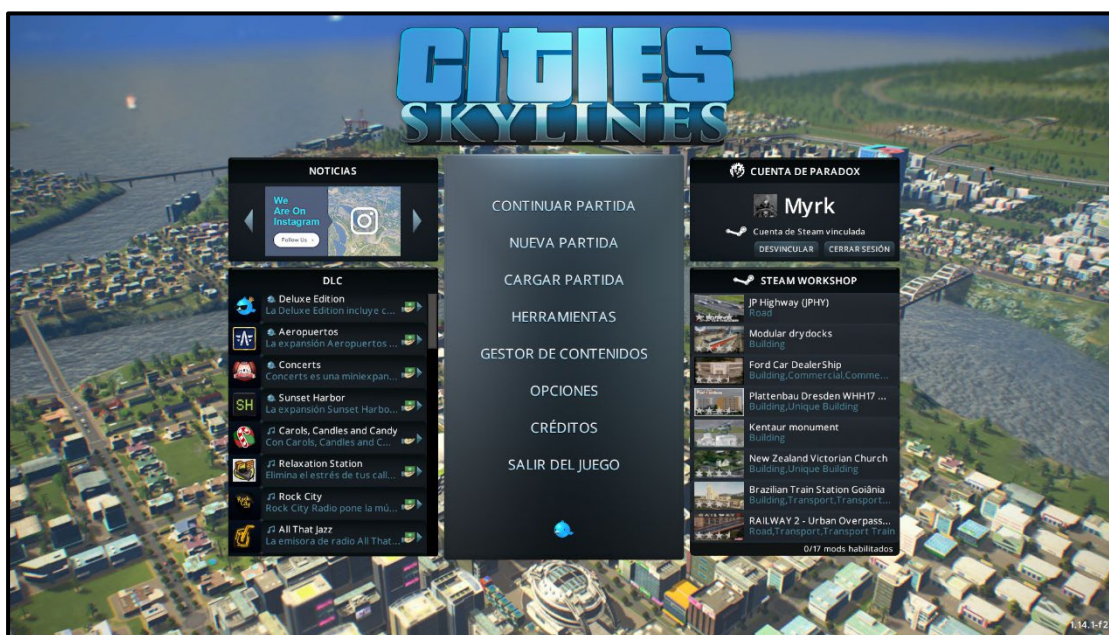 CITIES
SKYLINES
NOTICIAS
We
Are On
Instagram
Follow Us
DLC
Deluxe Edition
La Deluxe Edition incluye c...
Aeropuertos
La expansión Aeropuertos ...
Concerts
Concerts es una miniexpan...
SH
Sunset Harbor
La expansión Sunset Harbo...
Carols, Candles and Candy
Con Carols, Candles and C...
Relaxation Station
Elimina el estrés de tus call...
Rock City
Rock City
Rock City Radio pone la mú...
All That Jazz
La emisora de radio All That...
CONTINUAR PARTIDA
NUEVA PARTIDA
CARGAR PARTIDA
HERRAMIENTAS
GESTOR DE CONTENIDOS
OPCIONES
CRÉDITOS
SALIR DEL JUEGO
CUENTA DE PARADOX
Myrk
Cuenta de Steam vinculada
DESVINCULAR CERRAR SESIÓN
STEAM WORKSHOP
JP Highway (JPHY)
Road
Modular drydocks
Building
Ford Car DealerShip
Building,Commercial,Comme...
Plattenbau Dresden WHH17 ...
Building,Unique Building
Kentaur monument
Building
New Zealand Victorian Church
Building,Unique Building
Brazilian Train Station Goiânia
Building,Transport,Transport...
RAILWAY 2 - Urban Overpass...
Road,Transport,Transport Train
0/17 mods habilitados
1.14.1-f2